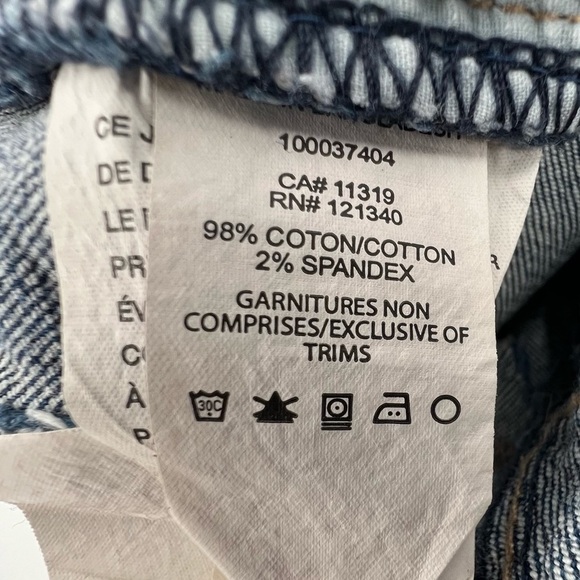 100037404
CA# 11319
RN# 121340
98% COTON/COTTON
2% SPANDEX
GARNITURES NON
COMPRISES/EXCLUSIVE OF
TRIMS
30C
CE
DE
LE
À
R